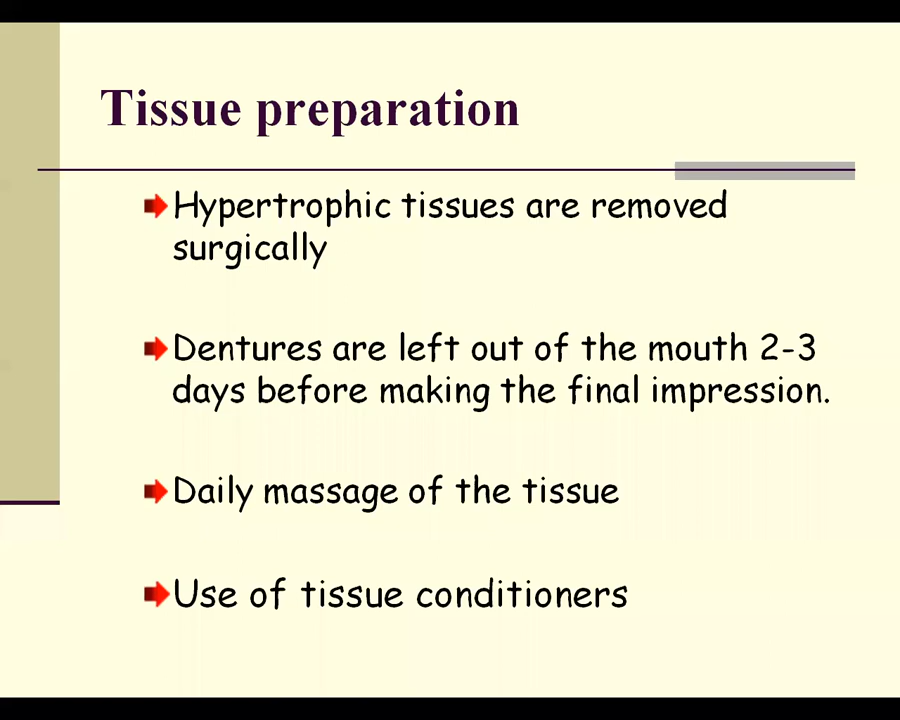 Tissue preparation
Hypertrophic tissues are removed
surgically
Dentures are left out of the mouth 2-3
days before making the final impression.
Daily massage of the tissue
Use of tissue conditioners